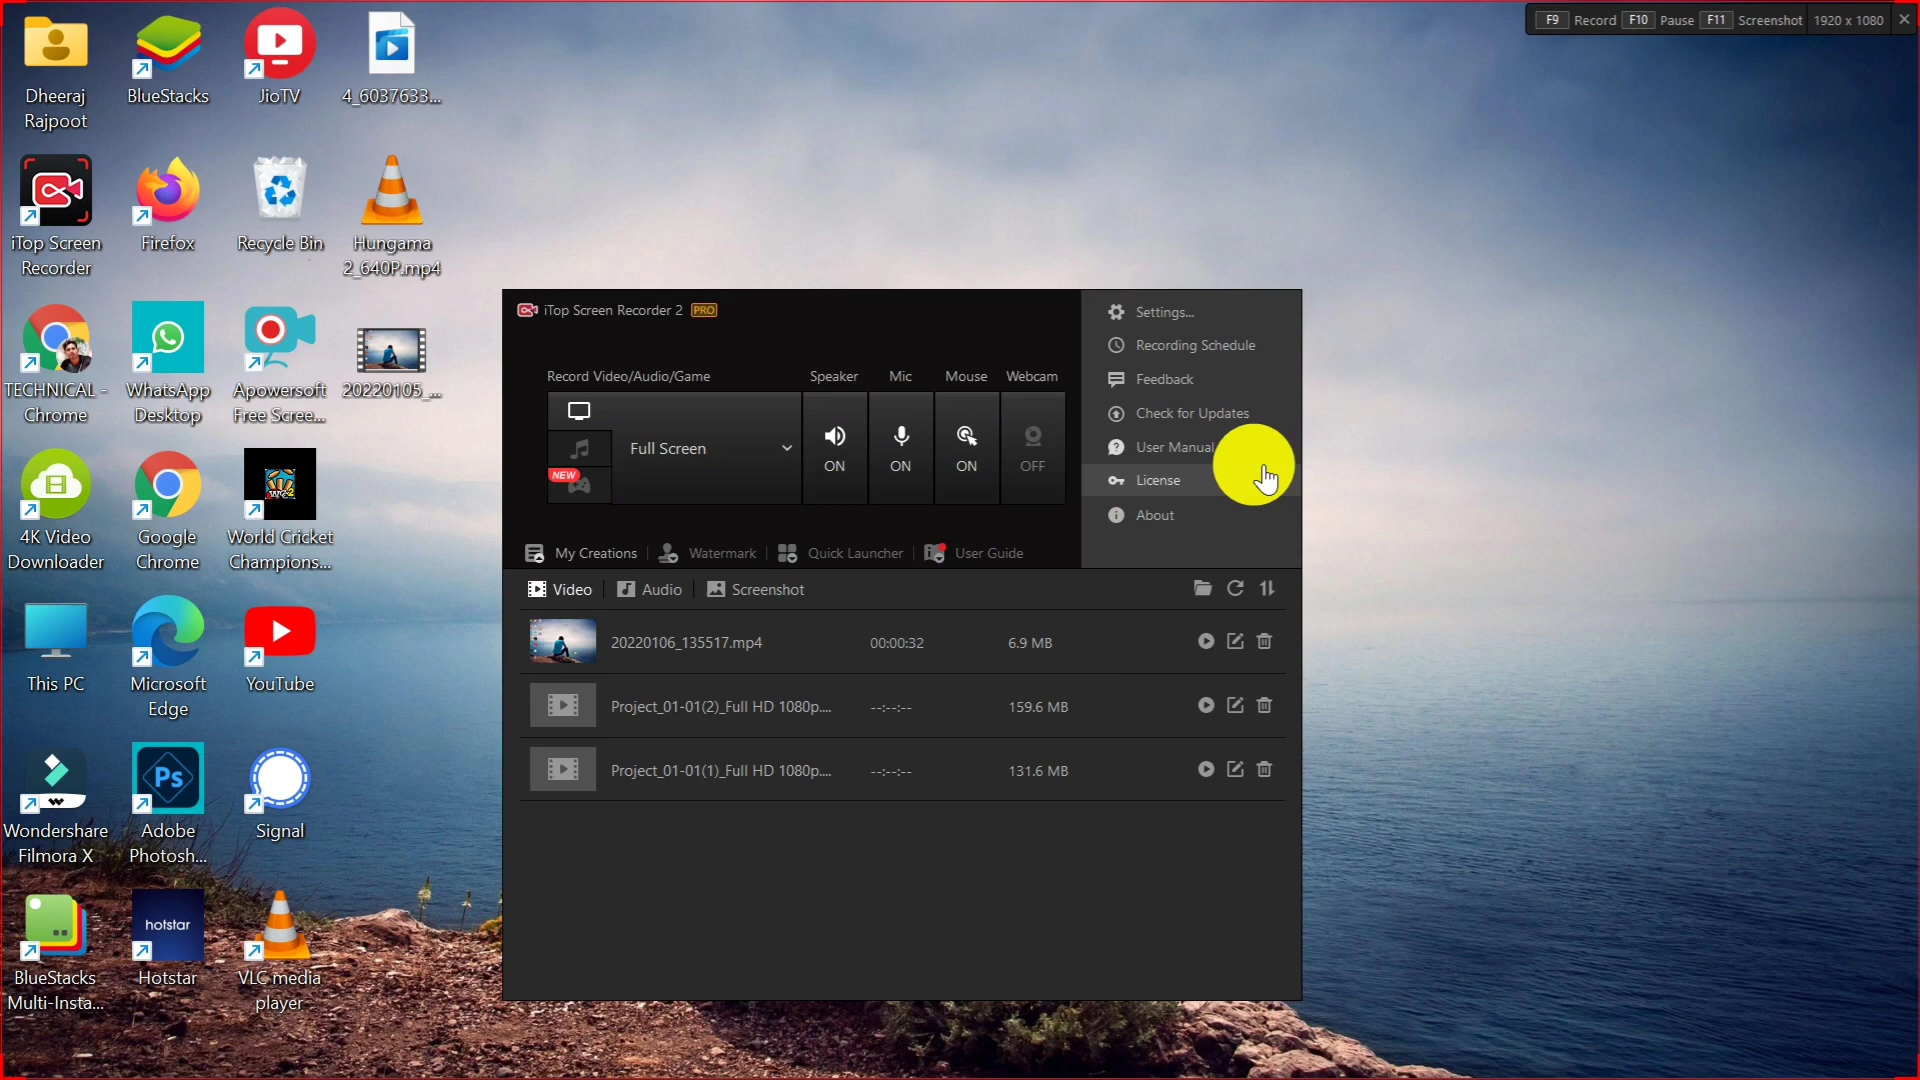 F9 Record F10 Pause F11 Screenshot 1920 x 1080
Dheeraj
Rajpoot
BlueStacks
JioTV
4_6037633...
iTop Screen
Recorder
Firefox
Recycle Bin
Hungama
2_640P.mp4
TECHNICAL -
Chrome
WhatsApp
Desktop
Apowersoft
Free Scree...
20220105_...
4K Video
Downloader
Google
Chrome
WCC2
World Cricket
Champions...
This PC
Microsoft
Edge
YouTube
Wondershare
Filmora X
Ps
Adobe
Photosh...
Signal
BlueStacks
Multi-Insta...
hotstar
Hotstar
VLC media
player
iTop Screen Recorder 2 PRO
Record Video/Audio/Game
Speaker
Mic
Mouse
Webcam
NEW
Full Screen
ON
ON
ON
OFF
Settings...
Recording Schedule
Feedback
Check for Updates
User Manual
License
About
My Creations
Watermark
Quick Launcher
User Guide
Video
Audio
Screenshot
20220106_135517.mp4 00:00:32 6.9 MB
Project_01-01(2)_Full HD 1080p.... --:--:-- 159.6 MB
Project_01-01(1)_Full HD 1080p.... --:--:-- 131.6 MB